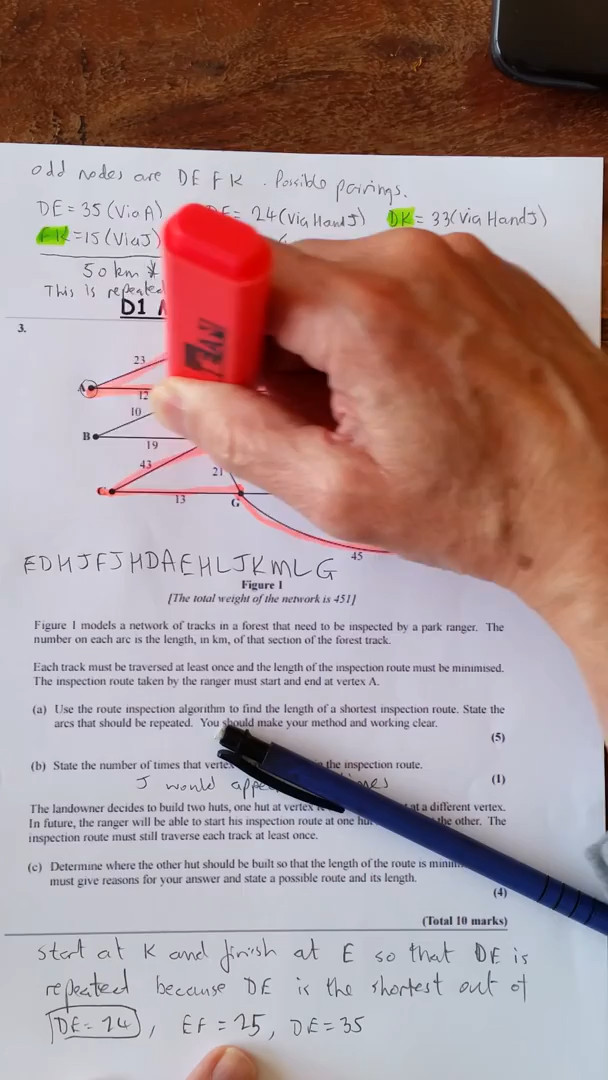 odd nodes are DE F K . Possible pairings.
DE = 35 (Via A) DE= 24 (Via H and J) DK = 33 (Via H and J)
FK = 15 (Via J)
50 km *
This is repeated
D1
3.
23
A
12
10
B
19
43
21
C
13
G
45
EDHJFJHDAEHLJKMLG
Figure 1
[The total weight of the network is 451]
Figure 1 models a network of tracks in a forest that need to be inspected by a park ranger. The
number on each arc is the length, in km, of that section of the forest track.
Each track must be traversed at least once and the length of the inspection route must be minimised.
The inspection route taken by the ranger must start and end at vertex A.
(a) Use the route inspection algorithm to find the length of a shortest inspection route. State the
arcs that should be repeated. You should make your method and working clear.
(5)
(b) State the number of times that the inspection route.
(1)
J would
The landowner decides to build two huts, one hut at vertex at a different vertex.
In future, the ranger will be able to start his inspection route at one the other. The
inspection route must still traverse each track at least once.
(c) Determine where the other hut should be built so that the length of the route is
must give reasons for your answer and state a possible route and its length.
(4)
(Total 10 marks)
start at K and finish at E so that DE is
repeated because DE is the shortest out of
DE = 24, EF = 25, DE = 35